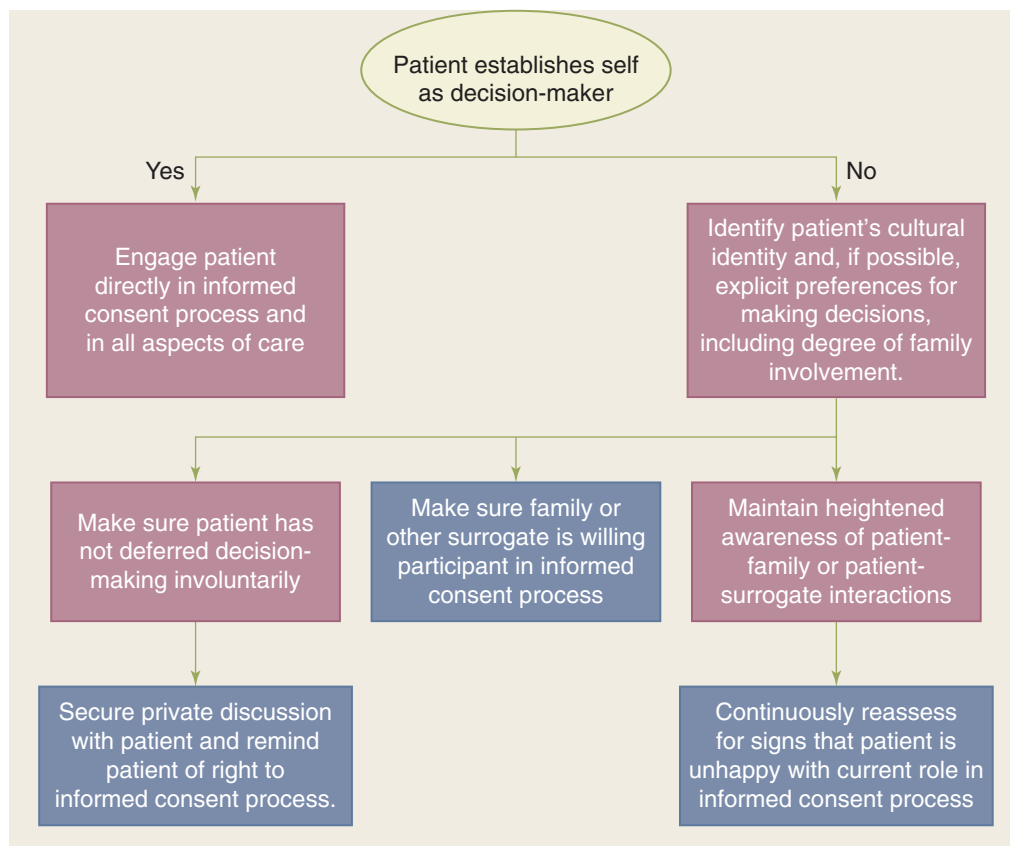 Patient establishes self
as decision-maker
Yes
No
Engage patient
directly in informed
consent process and
in all aspects of care
Identify patient’s cultural
identity and, if possible,
explicit preferences for
making decisions,
including degree of family
involvement.
Make sure patient has
not deferred decision-
making involuntarily
Make sure family or
other surrogate is willing
participant in informed
consent process
Maintain heightened
awareness of patient-
family or patient-
surrogate interactions
Secure private discussion
with patient and remind
patient of right to
informed consent process.
Continuously reassess
for signs that patient is
unhappy with current role in
informed consent process